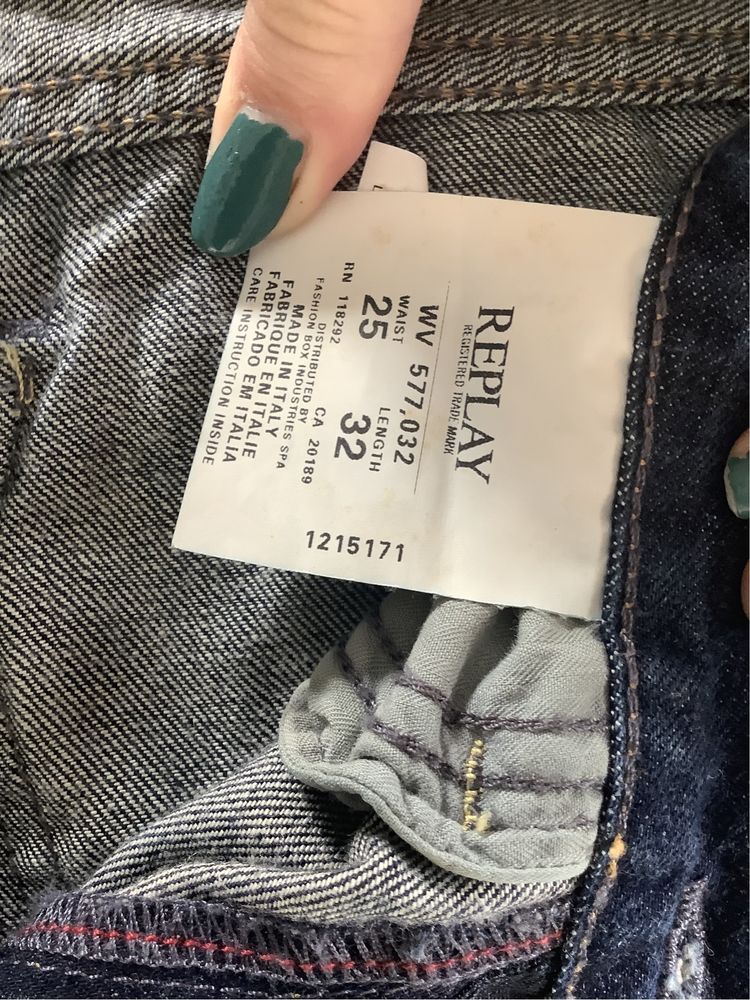 REPLAY
REGISTERED TRADE MARK
WV 577.032
WAIST LENGTH
25 32
RN 118292 CA 20189
DISTRIBUTED BY
FASHION BOX INDUSTRIES SPA
MADE IN ITALY
FABRIQUE EN ITALIE
FABRICADO EM ITALIA
CARE INSTRUCTION INSIDE
1215171